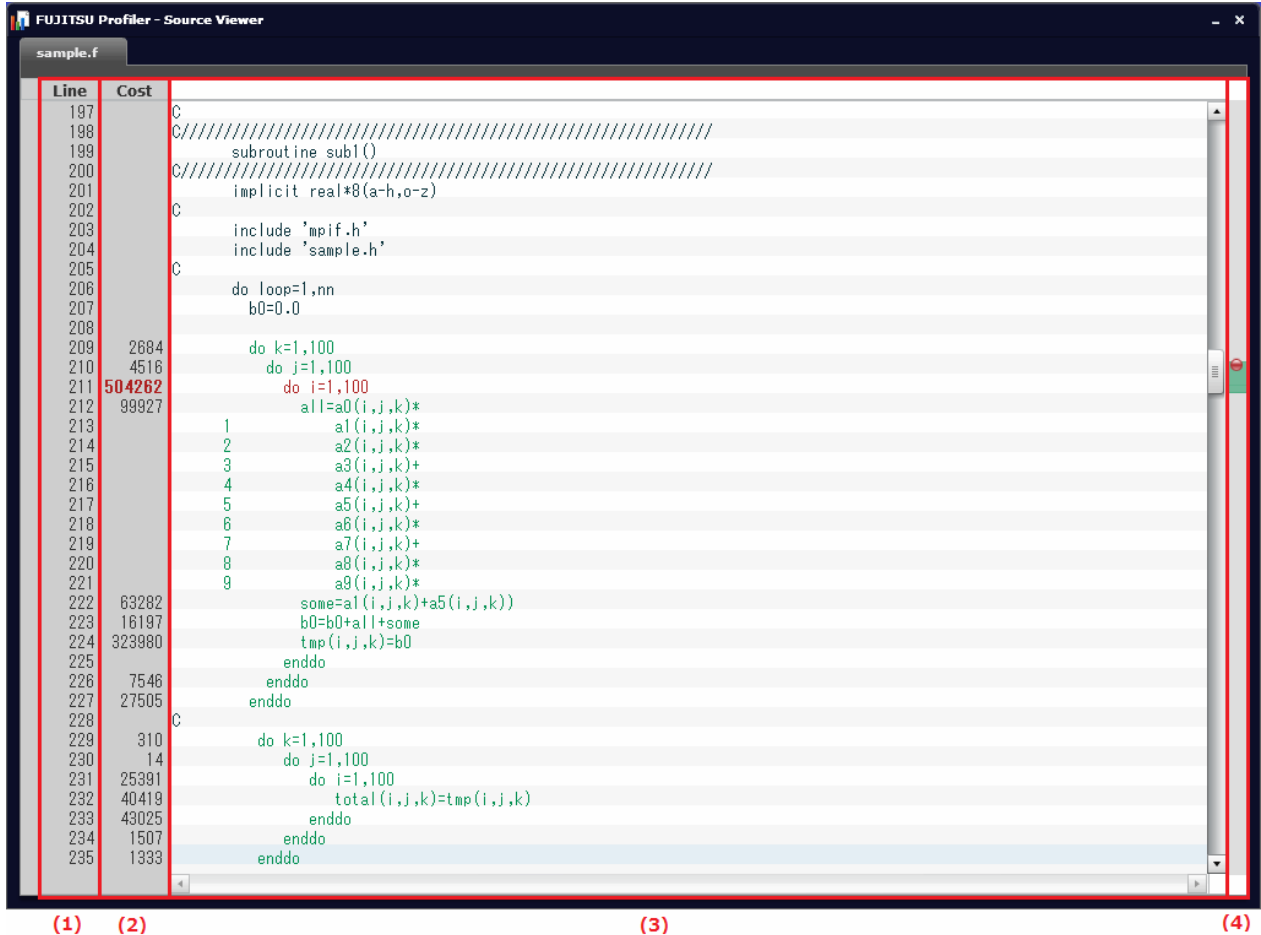 FUJITSU Profiler - Source Viewer
sample.f
Line Cost
197 C
198 C//////////////////////////////////////////////////////////////
199 subroutine sub1()
200 C//////////////////////////////////////////////////////////////
201 implicit real*8(a-h,o-z)
202 C
203 include 'mpif.h'
204 include 'sample.h'
205 C
206 do loop=1,nn
207 b0=0.0
208
209 2684 do k=1,100
210 4516 do j=1,100
211 504262 do i=1,100
212 99927 all=a0(i,j,k)*
213 1 a1(i,j,k)*
214 2 a2(i,j,k)*
215 3 a3(i,j,k)+
216 4 a4(i,j,k)*
217 5 a5(i,j,k)+
218 6 a6(i,j,k)*
219 7 a7(i,j,k)+
220 8 a8(i,j,k)*
221 9 a9(i,j,k)*
222 63282 some=a1(i,j,k)+a5(i,j,k))
223 16197 b0=b0+all+some
224 323980 tmp(i,j,k)=b0
225 enddo
226 7546 enddo
227 27505 enddo
228 C
229 310 do k=1,100
230 14 do j=1,100
231 25391 do i=1,100
232 40419 total(i,j,k)=tmp(i,j,k)
233 43025 enddo
234 1507 enddo
235 1333 enddo
(1) (2) (3) (4)